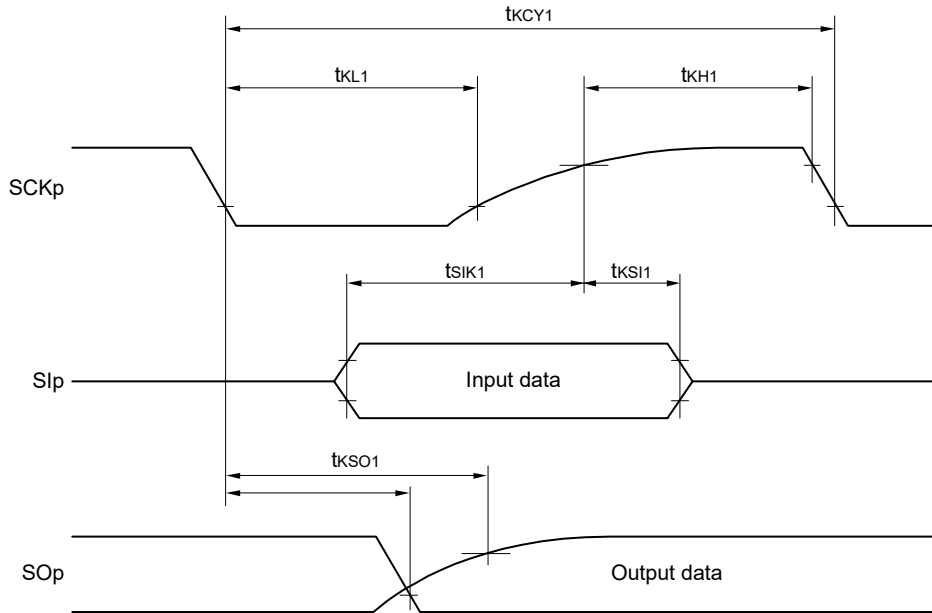 tKCY1
tKL1
tKH1
SCKp
tSIK1
tKSI1
SIp
Input data
tKSO1
SOp
Output data